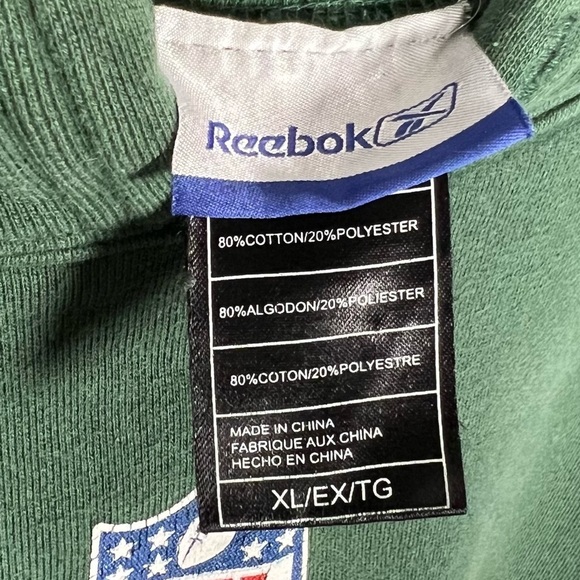 Reebok
80%COTTON/20%POLYESTER
80%ALGODON/20%POLIESTER
80%COTON/20%POLYESTRE
MADE IN CHINA
FABRIQUE AUX CHINA
HECHO EN CHINA
XL/EX/TG